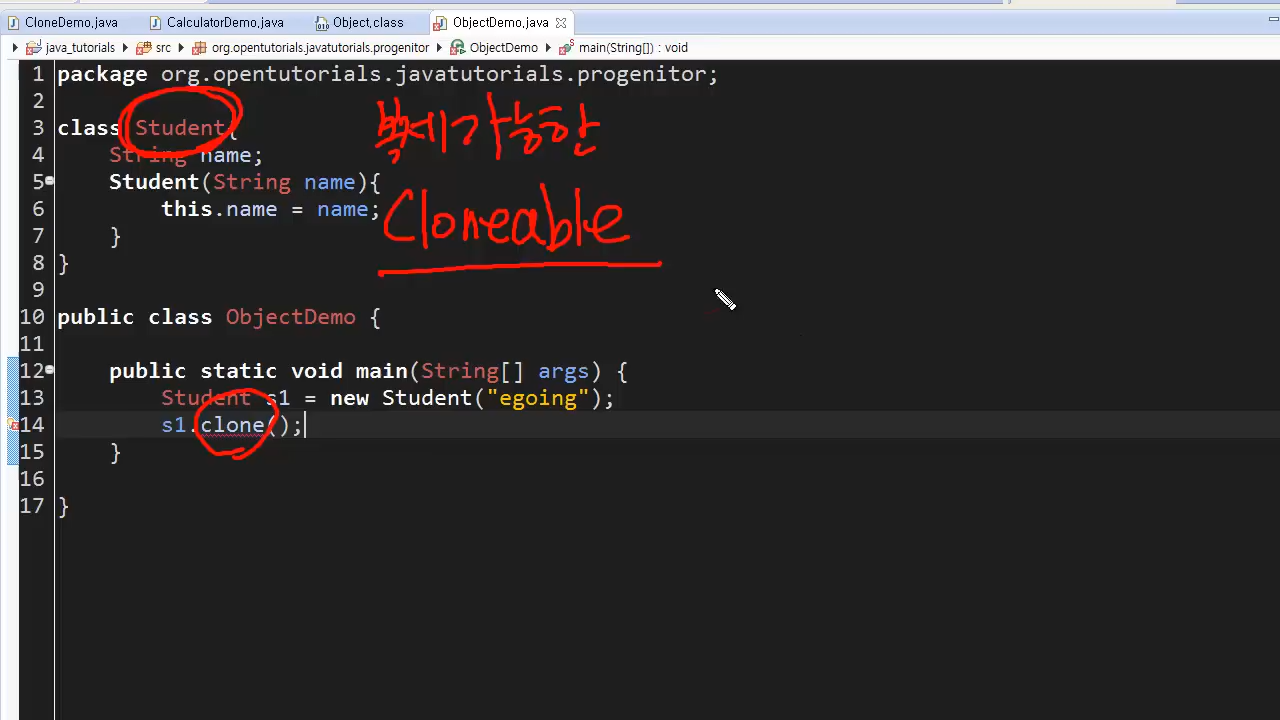 CloneDemo.java CalculatorDemo.java Object.class ObjectDemo.java
java_tutorials src org.opentutorials.javatutorials.progenitor ObjectDemo main(String[]) : void
1 package org.opentutorials.javatutorials.progenitor;
2
3 class Student{
복제가능한
4 String name;
5 Student(String name){
6 this.name = name;
Cloneable
7 }
8 }
9
10 public class ObjectDemo {
11
12 public static void main(String[] args) {
13 Student s1 = new Student("egoing");
14 s1.clone();
15 }
16
17 }